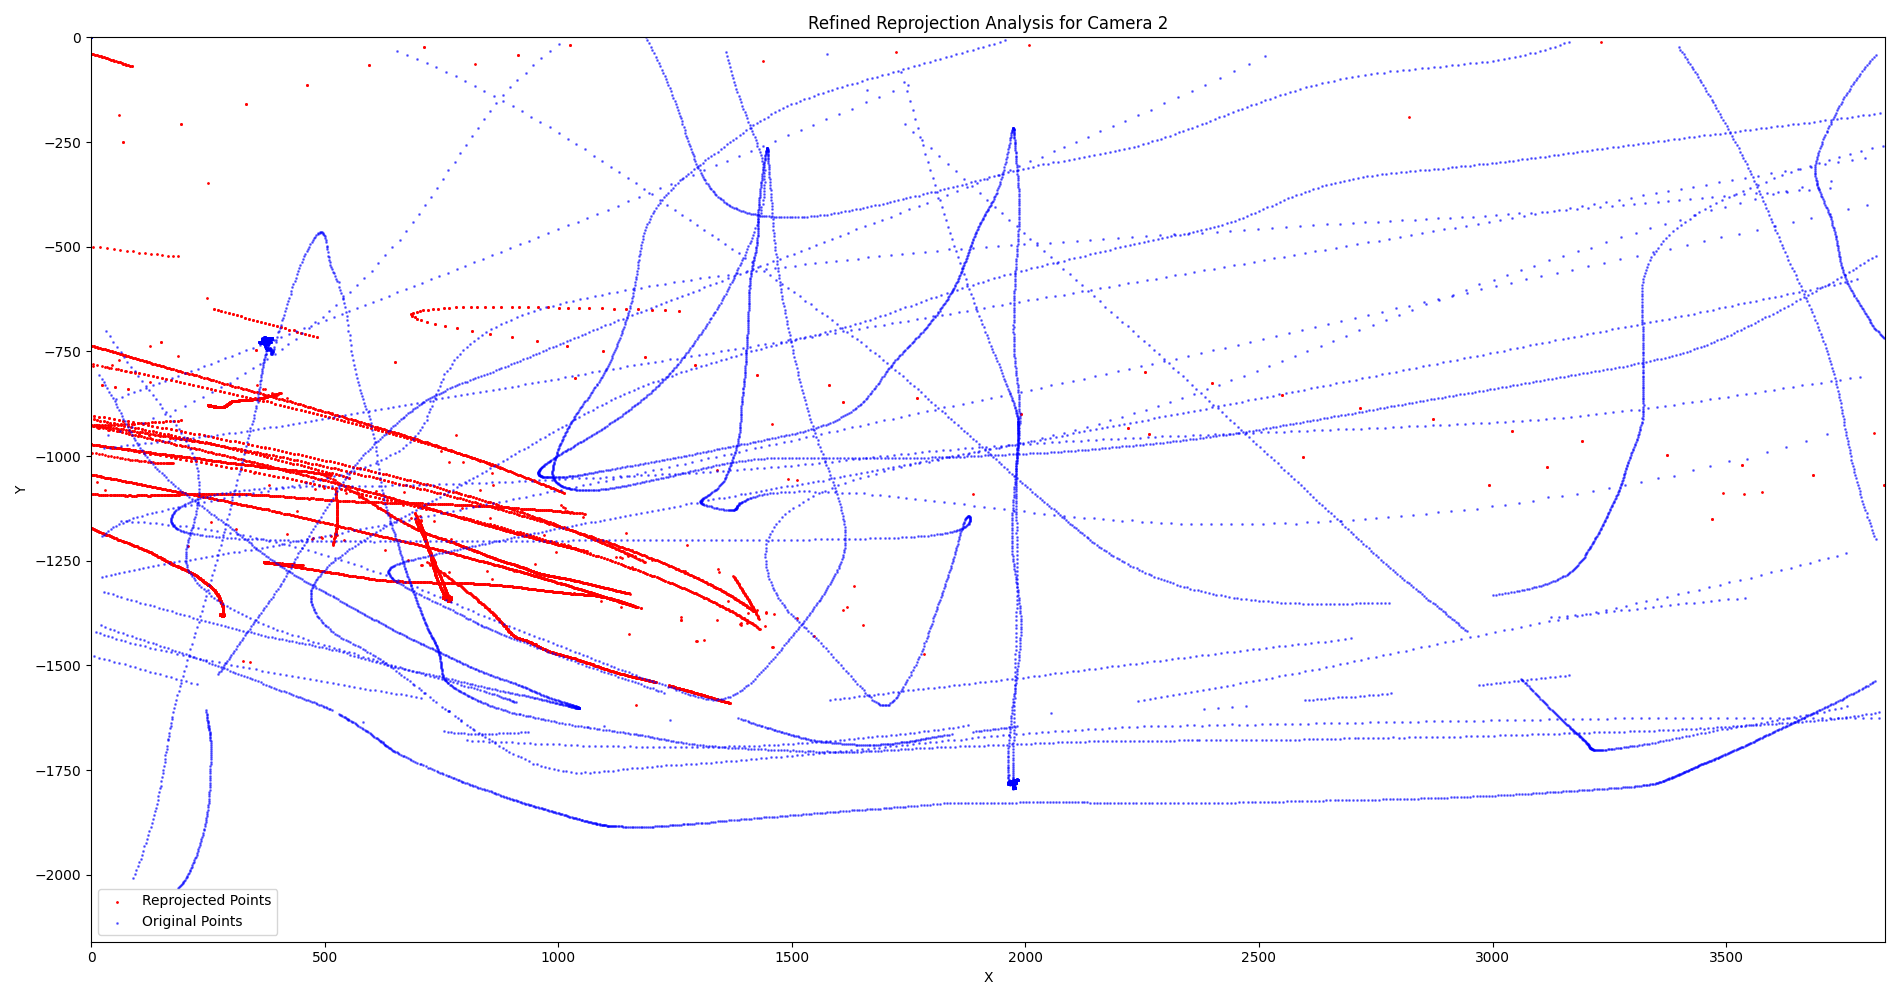 Refined Reprojection Analysis for Camera 2
0
−250
−500
−750
−1000
−1250
−1500
−1750
−2000
Y
Reprojected Points
Original Points
0 500 1000 1500 2000 2500 3000 3500
X